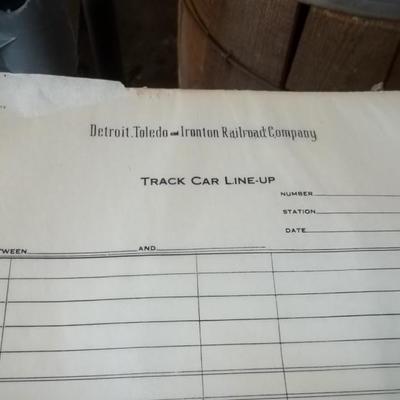 Detroit, Toledo and Ironton Railroad Company
TRACK CAR LINE-UP
NUMBER
STATION
DATE
TWEEN AND